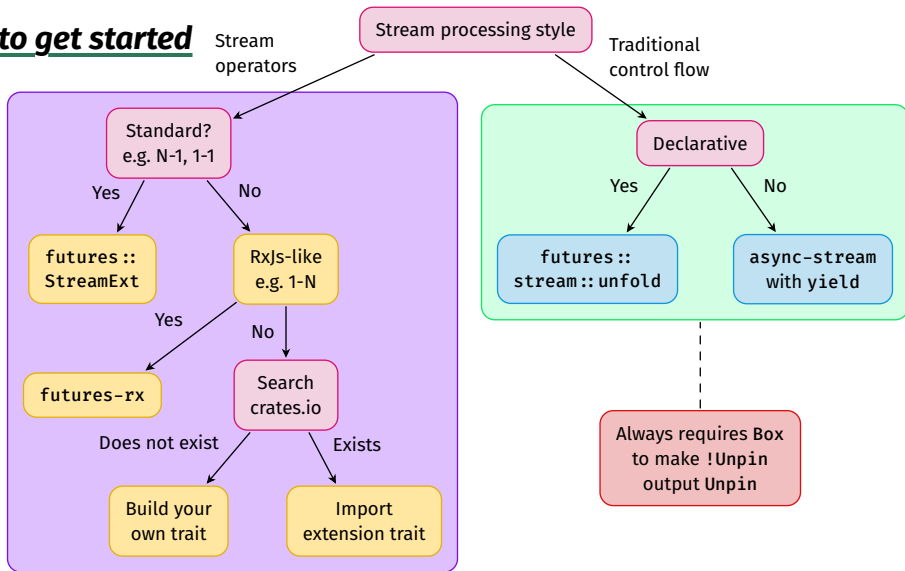 to get started
Stream processing style
Stream
operators
Traditional
control flow
Standard?
e.g. N-1, 1-1
Declarative
Yes
No
Yes
No
futures::
StreamExt
RxJs-like
e.g. 1-N
futures::
stream::unfold
async-stream
with yield
Yes
No
futures-rx
Search
crates.io
Does not exist
Exists
Always requires Box
to make !Unpin
output Unpin
Build your
own trait
Import
extension trait